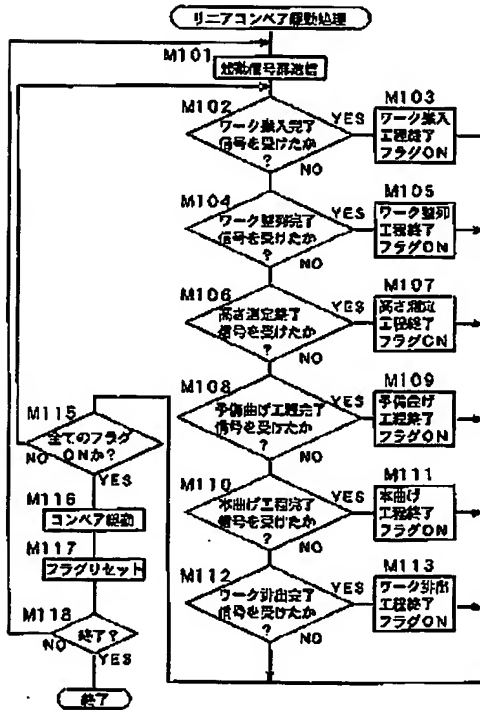 リニアコンベア駆動処理
M101
起動信号群送信
M102
ワーク搬入完了
信号を受けたか
?
YES
NO
M103
ワーク搬入
工程終了
フラグON
M104
ワーク整列完了
信号を受けたか
?
YES
NO
M105
ワーク整列
工程終了
フラグON
M106
高さ測定終了
信号を受けたか
?
YES
NO
M107
高さ測定
工程終了
フラグON
M108
予備曲げ工程完了
信号を受けたか
?
YES
NO
M109
予備曲げ
工程終了
フラグON
M110
本曲げ工程完了
信号を受けたか
?
YES
NO
M111
本曲げ
工程終了
フラグON
M112
ワーク排出完了
信号を受けたか
?
YES
NO
M113
ワーク排出
工程終了
フラグON
M115
全てのフラグ
ONか?
NO
YES
M116
コンベア駆動
M117
フラグリセット
M118
終了?
NO
YES
終了